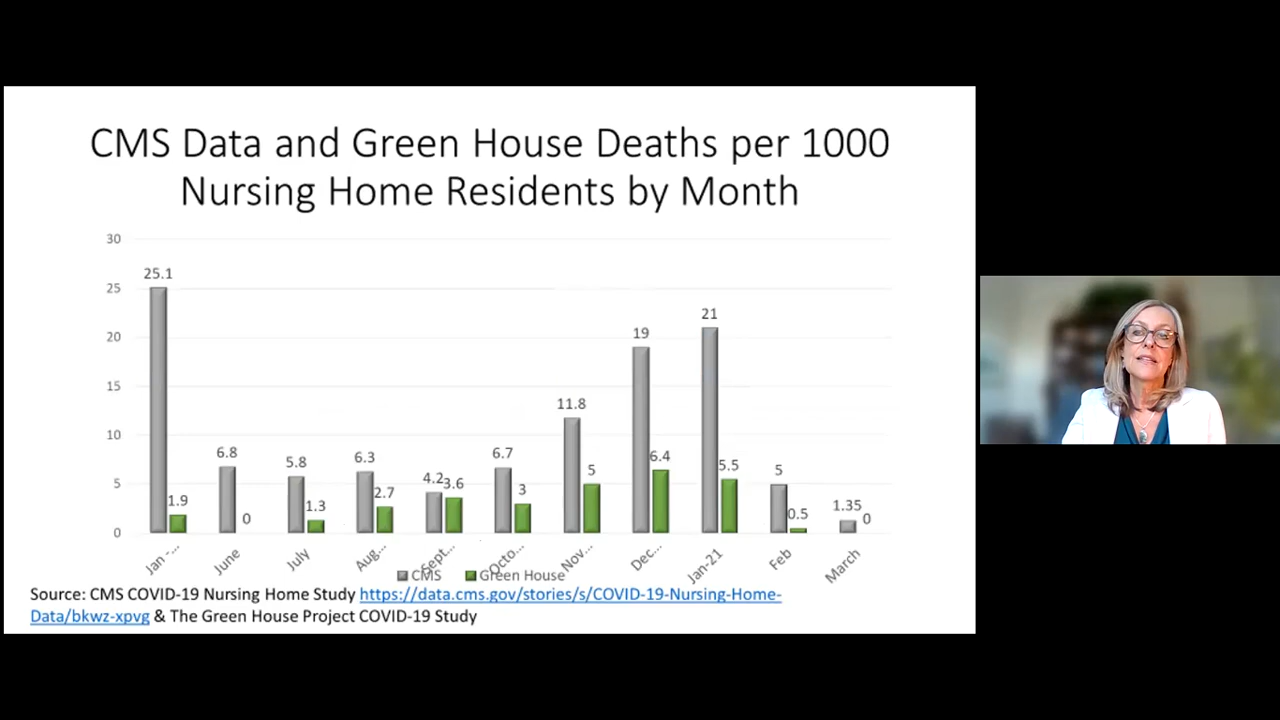 CMS Data and Green House Deaths per 1000
Nursing Home Residents by Month
30
25
20
15
10
5
0
25.1
1.9
6.8
0
5.8
1.3
6.3
2.7
4.2
3.6
6.7
3
11.8
5
19
6.4
21
5.5
5
0.5
1.35
0
Jan -...
June
July
Aug...
Sept...
Octo...
Nov...
Dec...
Jan-21
Feb
March
CMS
Green House
Source: CMS COVID-19 Nursing Home Study https://data.cms.gov/stories/s/COVID-19-Nursing-Home-
Data/bkwz-xpvg & The Green House Project COVID-19 Study